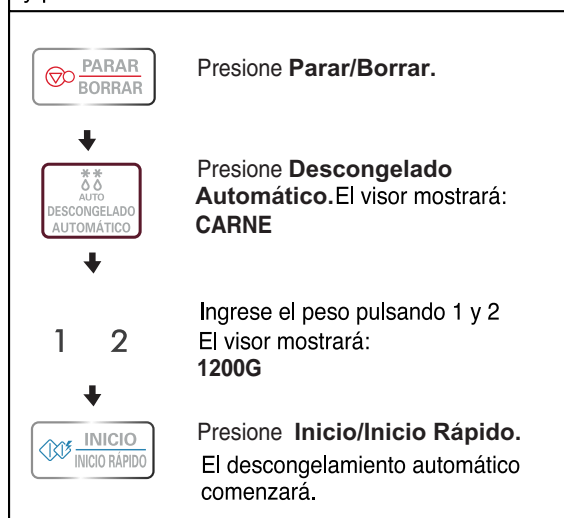 PARAR
BORRAR
Presione Parar/Borrar.
AUTO
DESCONGELADO
AUTOMÁTICO
Presione Descongelado
Automático.El visor mostrará:
CARNE
1 2
Ingrese el peso pulsando 1 y 2
El visor mostrará:
1200G
INICIO
INICIO RÁPIDO
Presione Inicio/Inicio Rápido.
El descongelamiento automático
comenzará.